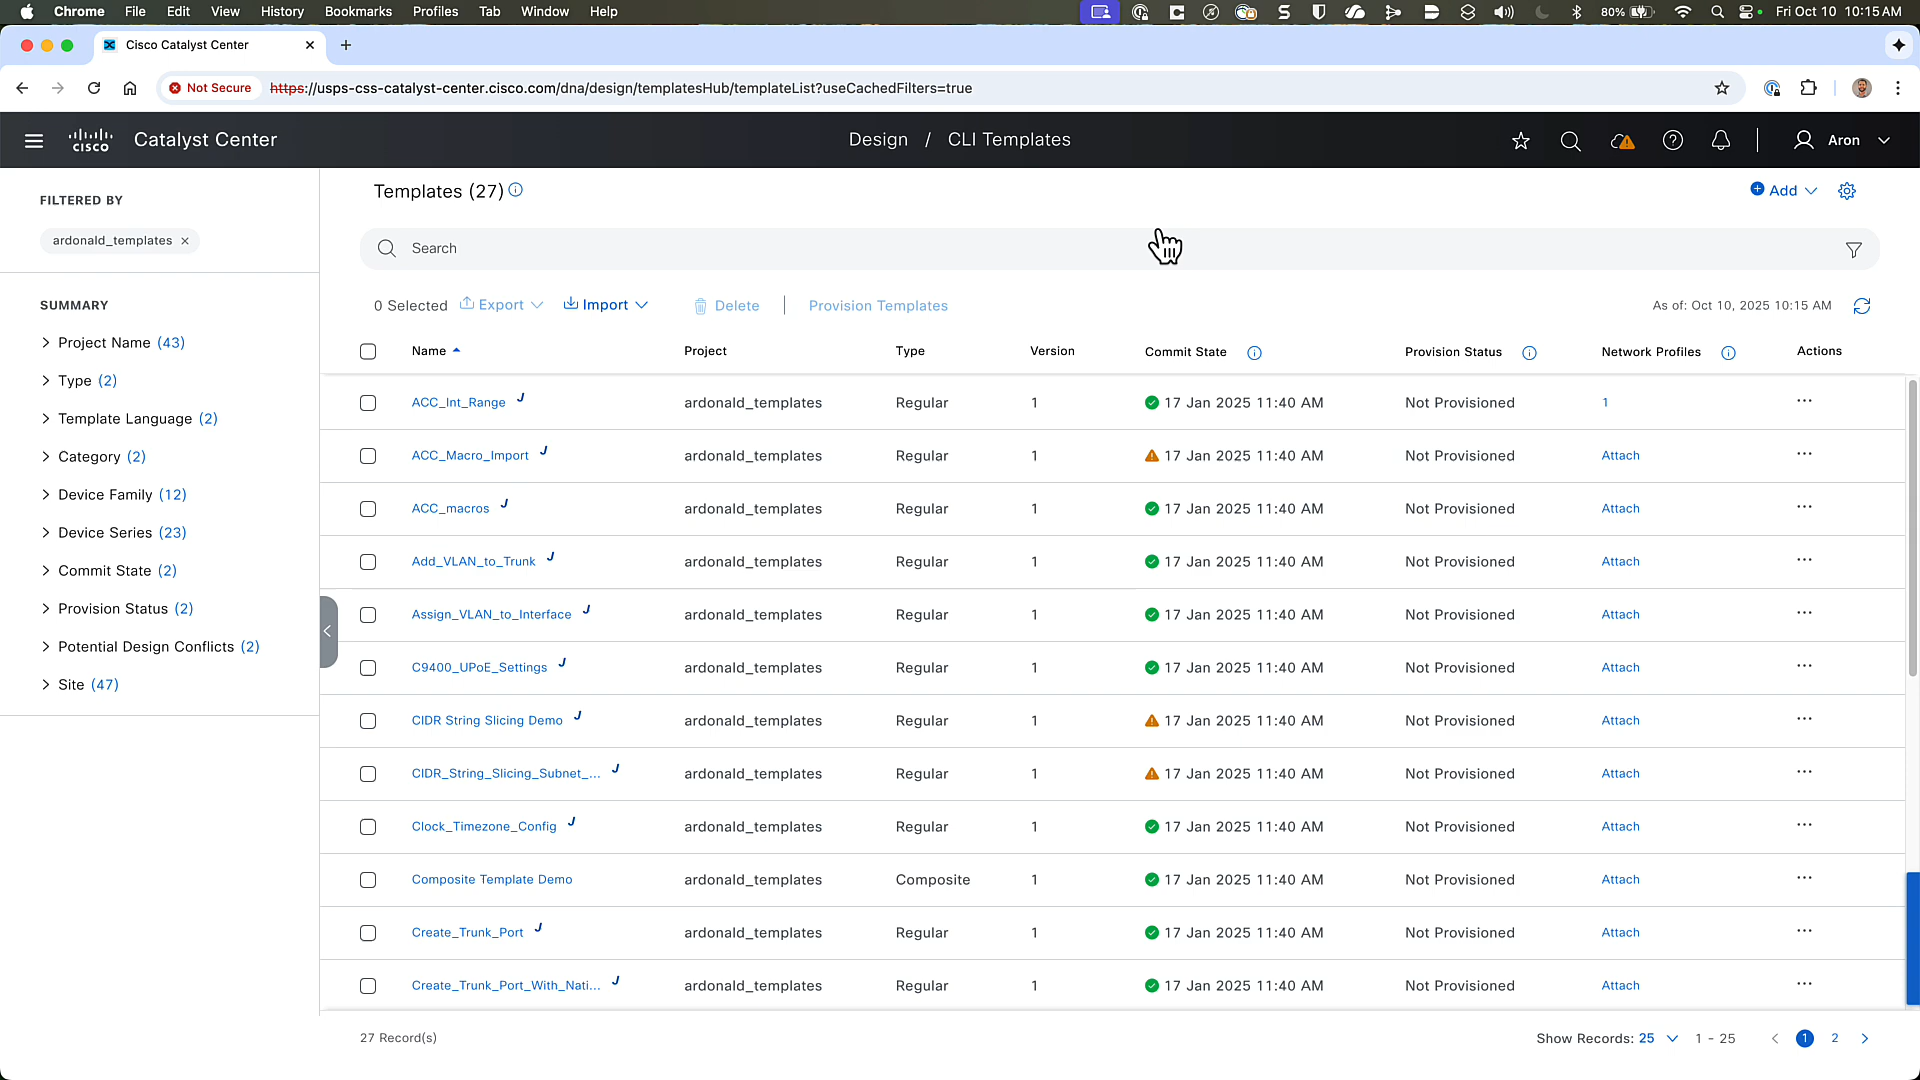 Chrome File Edit View History Bookmarks Profiles Tab Window Help 80% Fri Oct 10 10:15 AM
Cisco Catalyst Center
Not Secure https://usps-css-catalyst-center.cisco.com/dna/design/templatesHub/templateList?useCachedFilters=true
cisco Catalyst Center Design / CLI Templates Aron
FILTERED BY
ardonald_templates
SUMMARY
Project Name (43)
Type (2)
Template Language (2)
Category (2)
Device Family (12)
Device Series (23)
Commit State (2)
Provision Status (2)
Potential Design Conflicts (2)
Site (47)
Templates (27) Add
Search
0 Selected Export Import Delete Provision Templates As of: Oct 10, 2025 10:15 AM
Name Project Type Version Commit State Provision Status Network Profiles Actions
ACC_Int_Range J ardonald_templates Regular 1 17 Jan 2025 11:40 AM Not Provisioned 1
ACC_Macro_Import J ardonald_templates Regular 1 17 Jan 2025 11:40 AM Not Provisioned Attach
ACC_macros J ardonald_templates Regular 1 17 Jan 2025 11:40 AM Not Provisioned Attach
Add_VLAN_to_Trunk J ardonald_templates Regular 1 17 Jan 2025 11:40 AM Not Provisioned Attach
Assign_VLAN_to_Interface J ardonald_templates Regular 1 17 Jan 2025 11:40 AM Not Provisioned Attach
C9400_UPoE_Settings J ardonald_templates Regular 1 17 Jan 2025 11:40 AM Not Provisioned Attach
CIDR String Slicing Demo J ardonald_templates Regular 1 17 Jan 2025 11:40 AM Not Provisioned Attach
CIDR_String_Slicing_Subnet_... J ardonald_templates Regular 1 17 Jan 2025 11:40 AM Not Provisioned Attach
Clock_Timezone_Config J ardonald_templates Regular 1 17 Jan 2025 11:40 AM Not Provisioned Attach
Composite Template Demo ardonald_templates Composite 1 17 Jan 2025 11:40 AM Not Provisioned Attach
Create_Trunk_Port J ardonald_templates Regular 1 17 Jan 2025 11:40 AM Not Provisioned Attach
Create_Trunk_Port_With_Nati... J ardonald_templates Regular 1 17 Jan 2025 11:40 AM Not Provisioned Attach
27 Record(s) Show Records: 25 1 - 25 1 2